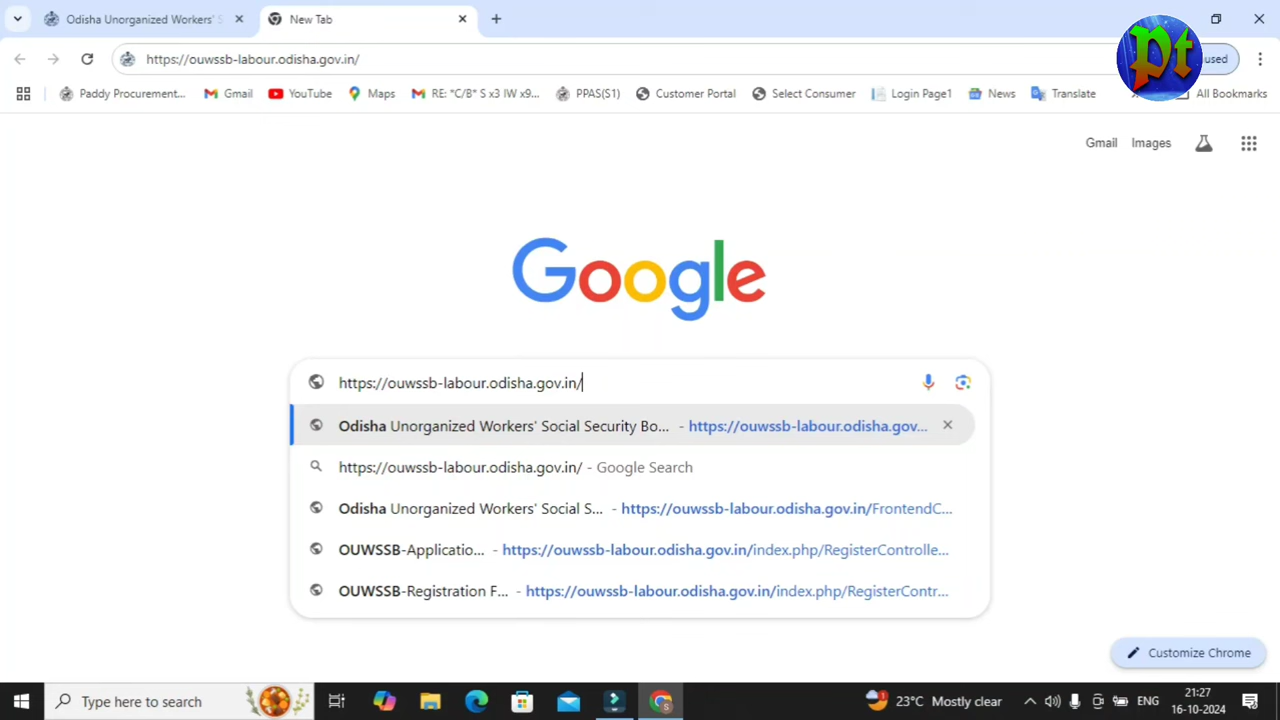 Odisha Unorganized Workers' S
New Tab
https://ouwssb-labour.odisha.gov.in/
pt
used
Paddy Procurement...
Gmail
YouTube
Maps
RE: "C/B" S x3 IW x9...
PPAS(S1)
Customer Portal
Select Consumer
Login Page1
News
Translate
All Bookmarks
Gmail
Images
Google
https://ouwssb-labour.odisha.gov.in/
Odisha Unorganized Workers' Social Security Bo... - https://ouwssb-labour.odisha.gov...
https://ouwssb-labour.odisha.gov.in/ - Google Search
Odisha Unorganized Workers' Social S... - https://ouwssb-labour.odisha.gov.in/FrontendC...
OUWSSB-Applicatio... - https://ouwssb-labour.odisha.gov.in/index.php/RegisterControlle...
OUWSSB-Registration F... - https://ouwssb-labour.odisha.gov.in/index.php/RegisterContr...
Customize Chrome
Type here to search
1
23°C Mostly clear
ENG
21:27
16-10-2024